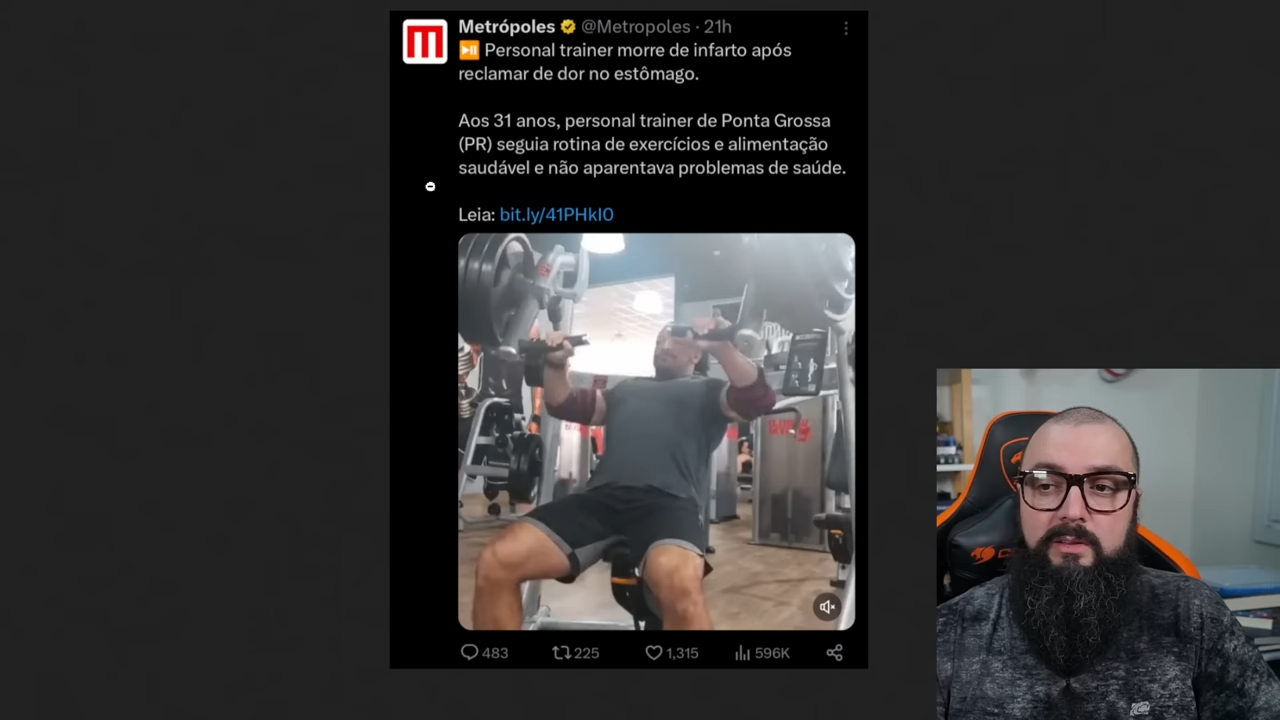 Metrópoles @Metropoles · 21h
Personal trainer morre de infarto após
reclamar de dor no estômago.
Aos 31 anos, personal trainer de Ponta Grossa
(PR) seguia rotina de exercícios e alimentação
saudável e não aparentava problemas de saúde.
Leia: bit.ly/41PHkI0
483 225 1,315 596K